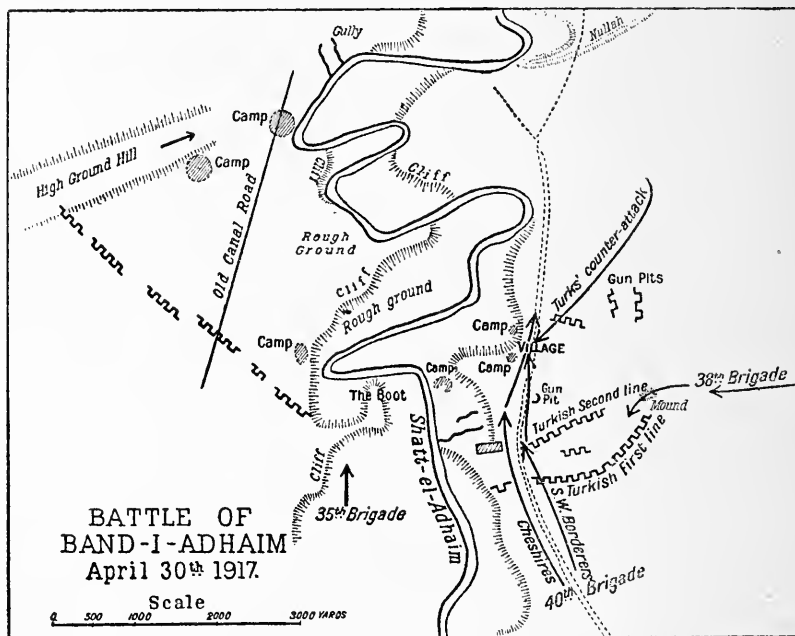 Gully
Nullah
Camp
Camp
High Ground Hill
Cliff
Cliff
Old Canal Road
Rough
Ground
Cliff
Rough ground
Turks' counter-attack
Gun Pits
Camp
Camp
VILLAGE
Camp
Camp
The Boot
Gun
Pit
Turkish Second line
38th Brigade
Mound
Turkish First line
Cliff
Shatt-el-Adhaim
35th Brigade
S.W. Borderers
Cheshires
40th Brigade
BATTLE OF
BAND-I-ADHAIM
April 30th 1917.
Scale
0 500 1000 2000 3000 YARDS